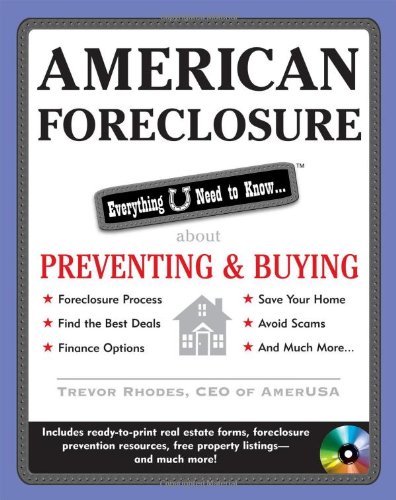 AMERICAN
FORECLOSURE
Everything U Need to Know... ™
about
PREVENTING & BUYING
★ Foreclosure Process
★ Find the Best Deals
★ Finance Options
★ Save Your Home
★ Avoid Scams
★ And Much More...
TREVOR RHODES, CEO OF AMERUSA
Includes ready-to-print real estate forms, foreclosure
prevention resources, free property listings—
and much more!
Copyrighted Material